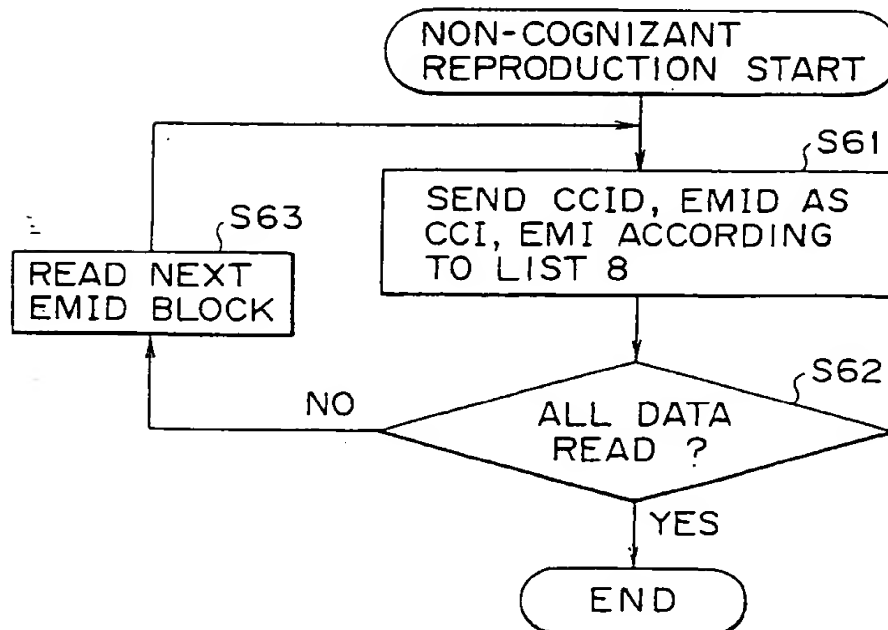 NON-COGNIZANT
REPRODUCTION START
S61
SEND CCID, EMID AS
CCI, EMI ACCORDING
TO LIST 8
S63
READ NEXT
EMID BLOCK
S62
NO
ALL DATA
READ ?
YES
END